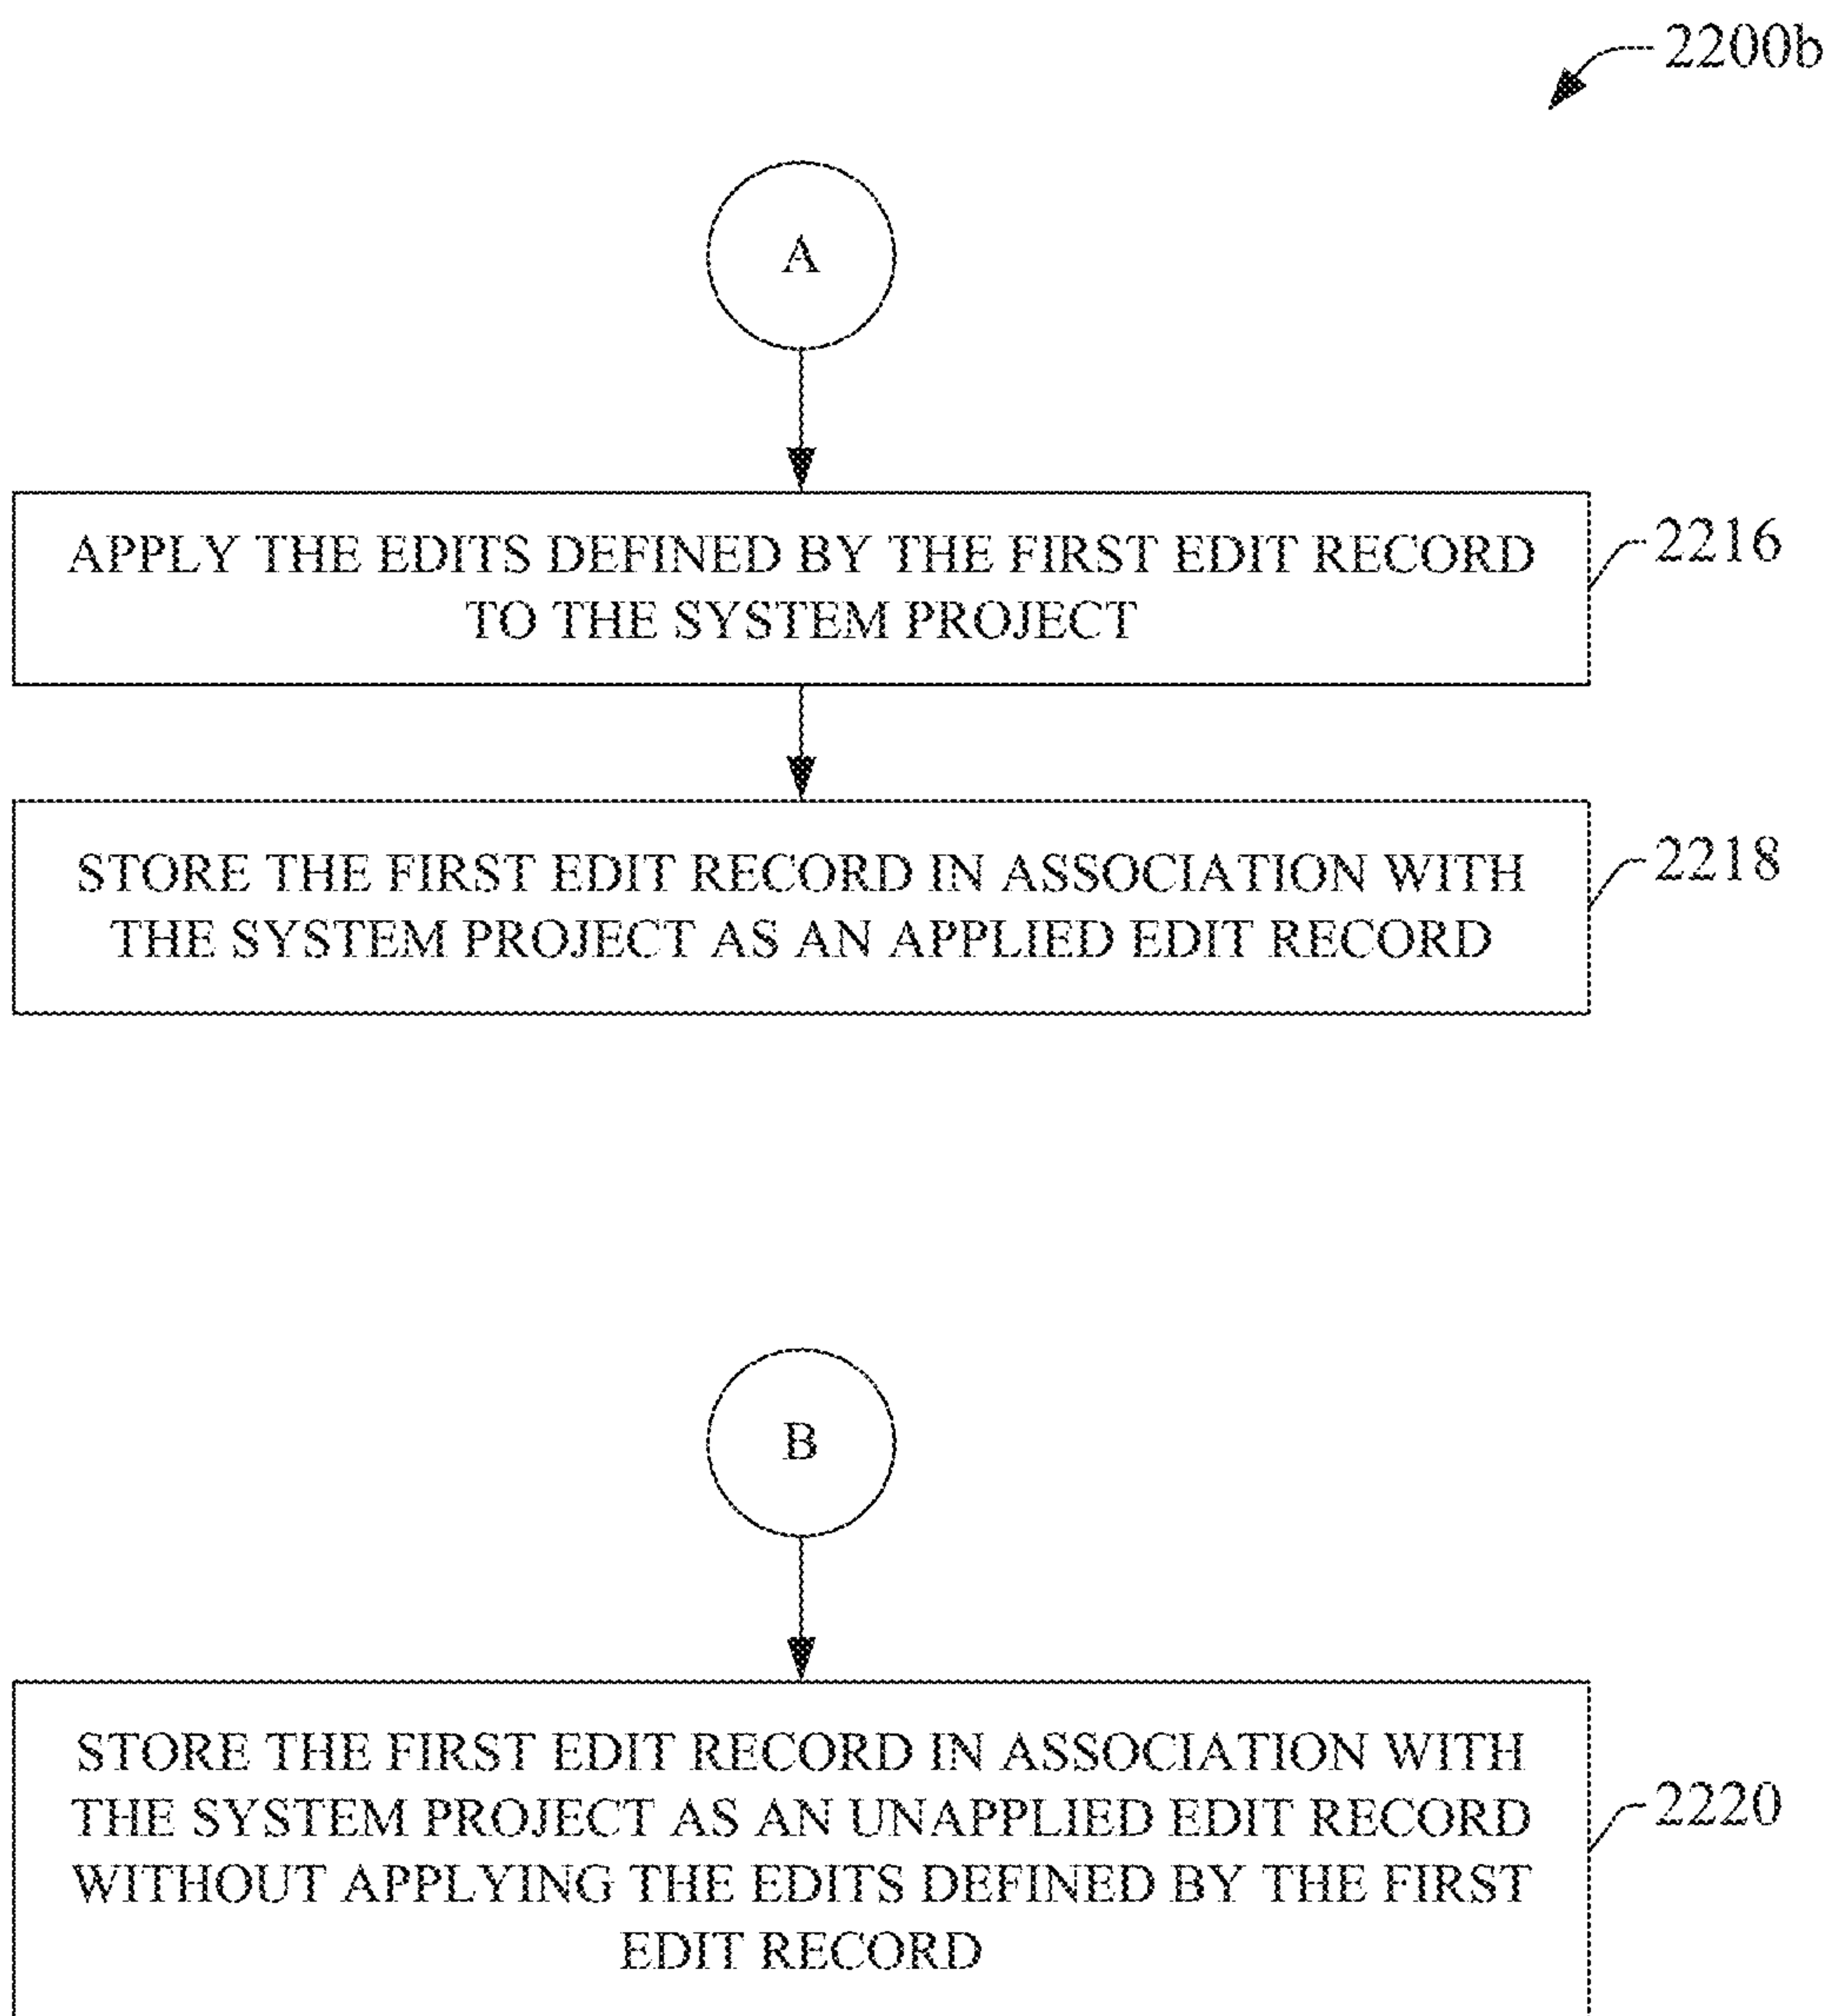 2200b
A
APPLY THE EDITS DEFINED BY THE FIRST EDIT RECORD
TO THE SYSTEM PROJECT
2216
STORE THE FIRST EDIT RECORD IN ASSOCIATION WITH
THE SYSTEM PROJECT AS AN APPLIED EDIT RECORD
2218
B
STORE THE FIRST EDIT RECORD IN ASSOCIATION WITH
THE SYSTEM PROJECT AS AN UNAPPLIED EDIT RECORD
WITHOUT APPLYING THE EDITS DEFINED BY THE FIRST
EDIT RECORD
2220